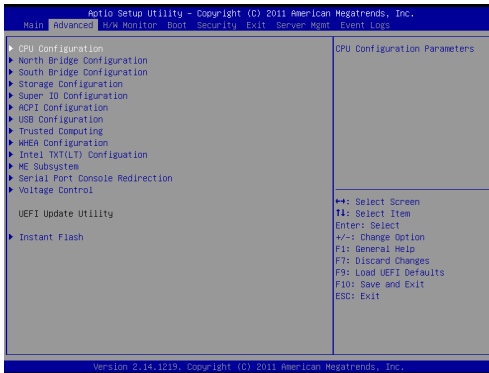 Aptio Setup Utility – Copyright (C) 2011 American Megatrends, Inc.
Main Advanced H/W Monitor Boot Security Exit Server Mgmt Event Logs
CPU Configuration
North Bridge Configuration
South Bridge Configuration
Storage Configuration
Super IO Configuration
ACPI Configuration
USB Configuration
Trusted Computing
WHEA Configuration
Intel TXT(LT) Configuation
ME Subsystem
Serial Port Console Redirection
Voltage Control
UEFI Update Utility
Instant Flash
CPU Configuration Parameters
↔: Select Screen
↑↓: Select Item
Enter: Select
+/-: Change Option
F1: General Help
F7: Discard Changes
F9: Load UEFI Defaults
F10: Save and Exit
ESC: Exit
Version 2.14.1219. Copyright (C) 2011 American Megatrends, Inc.